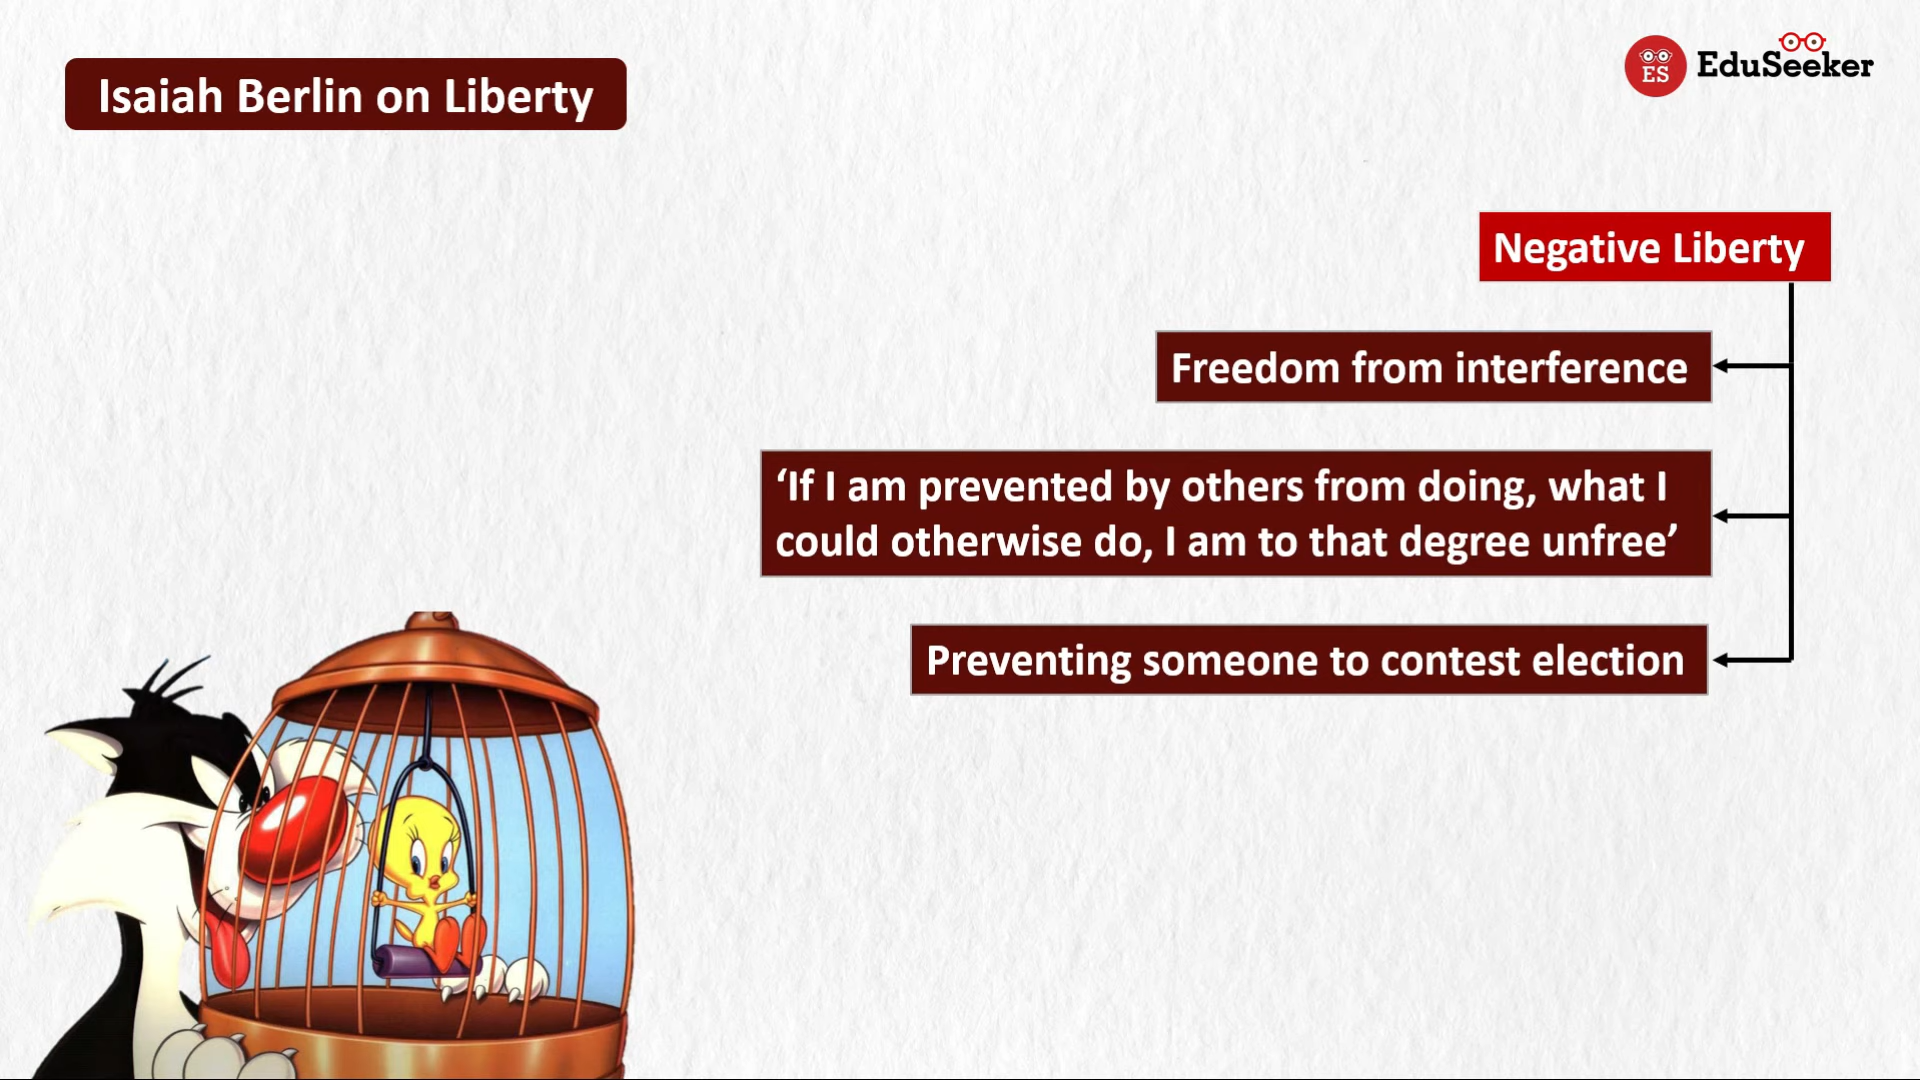 Isaiah Berlin on Liberty
ES EduSeeker
Negative Liberty
Freedom from interference
‘If I am prevented by others from doing, what I
could otherwise do, I am to that degree unfree’
Preventing someone to contest election